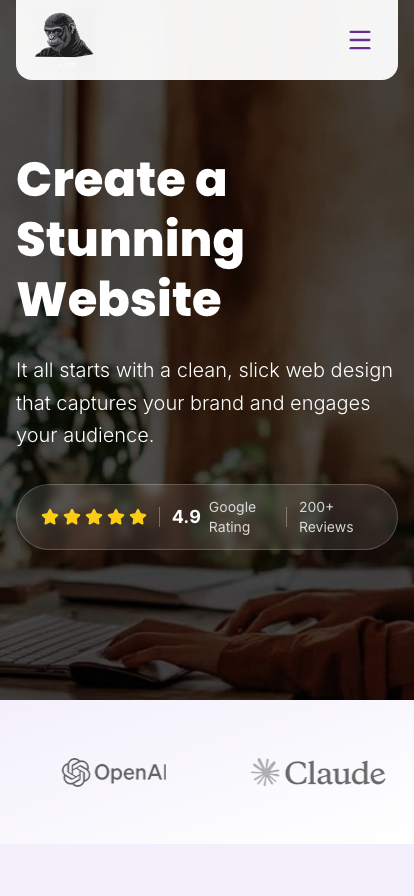 Create a
Stunning
Website
It all starts with a clean, slick web design
that captures your brand and engages
your audience.
4.9
Google
Rating
200+
Reviews
OpenAI
Claude